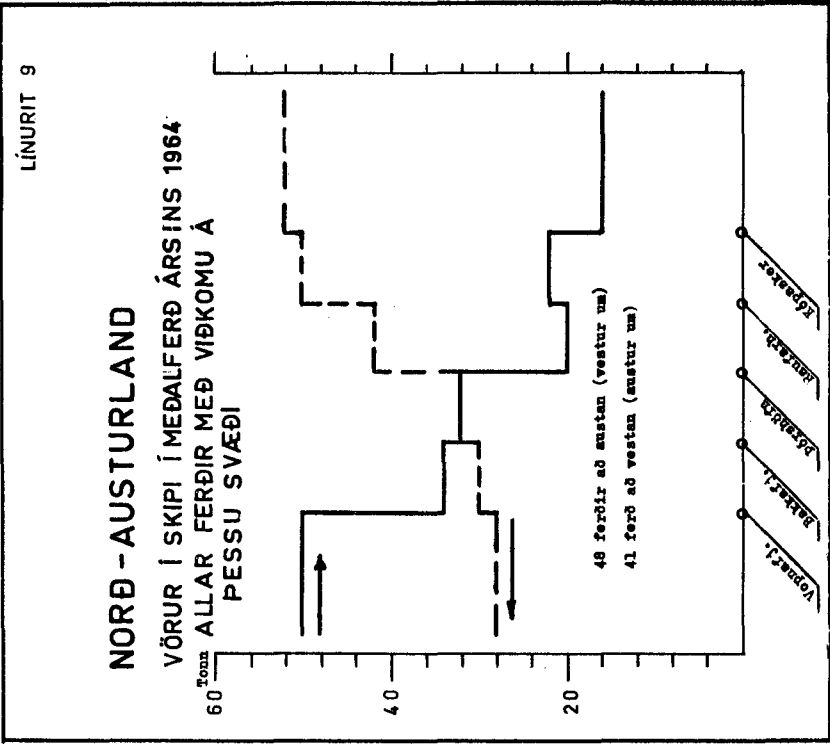 LÍNURIT 9
NORÐ-AUSTURLAND
VÖRUR Í SKIPI Í MEÐALFERÐ ÁRSINS 1964
ALLAR FERÐIR MEÐ VIÐKOMU Á
ÞESSU SVÆÐI
Tonn
60
40
20
48 ferðir að austan (vestur um)
41 ferð að vestan (austur um)
Vopnafj.
Bakkafj.
Þórshöfn
Raufarh.
Kópasker